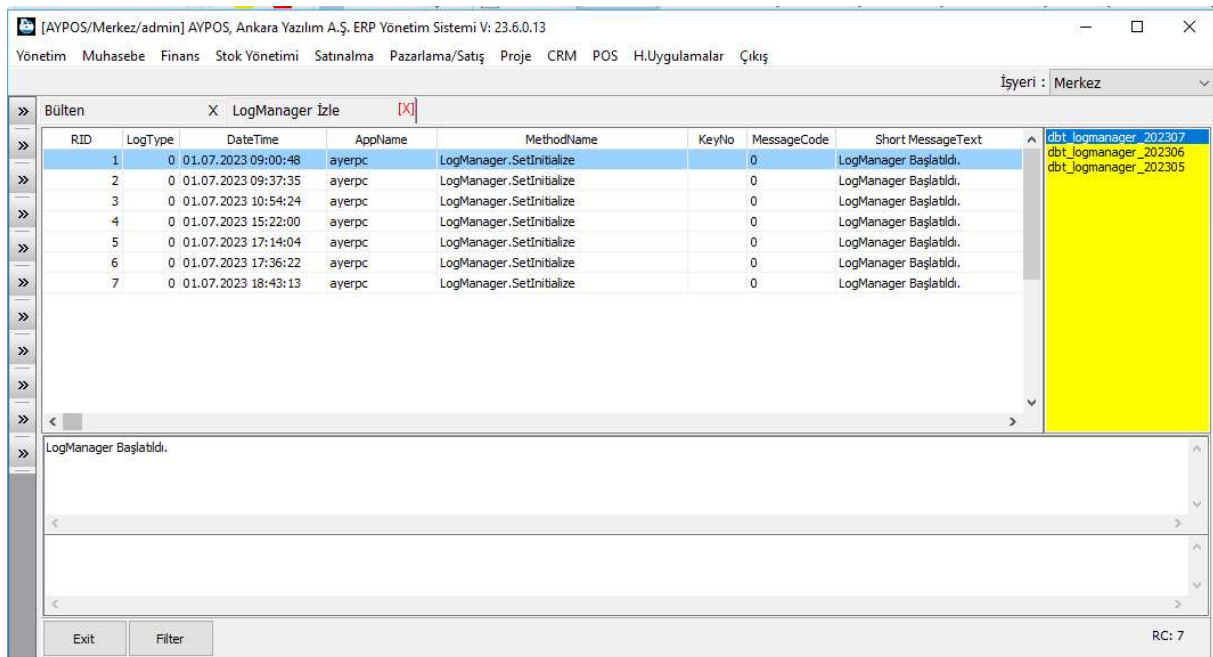 [AYPOS/Merkez/admin] AYPOS, Ankara Yazılım A.Ş. ERP Yönetim Sistemi V: 23.6.0.13
Yönetim Muhasebe Finans Stok Yönetimi Satınalma Pazarlama/Satış Proje CRM POS H.Uygulamalar Çıkış
İşyeri : Merkez
Bülten X LogManager İzle [X]
RID LogType DateTime AppName MethodName KeyNo MessageCode Short MessageText
1 0 01.07.2023 09:00:48 ayerpc LogManager.SetInitialize 0 LogManager Başlatıldı.
2 0 01.07.2023 09:37:35 ayerpc LogManager.SetInitialize 0 LogManager Başlatıldı.
3 0 01.07.2023 10:54:24 ayerpc LogManager.SetInitialize 0 LogManager Başlatıldı.
4 0 01.07.2023 15:22:00 ayerpc LogManager.SetInitialize 0 LogManager Başlatıldı.
5 0 01.07.2023 17:14:04 ayerpc LogManager.SetInitialize 0 LogManager Başlatıldı.
6 0 01.07.2023 17:36:22 ayerpc LogManager.SetInitialize 0 LogManager Başlatıldı.
7 0 01.07.2023 18:43:13 ayerpc LogManager.SetInitialize 0 LogManager Başlatıldı.
dbt_logmanager_202307
dbt_logmanager_202306
dbt_logmanager_202305
LogManager Başlatıldı.
Exit Filter RC: 7